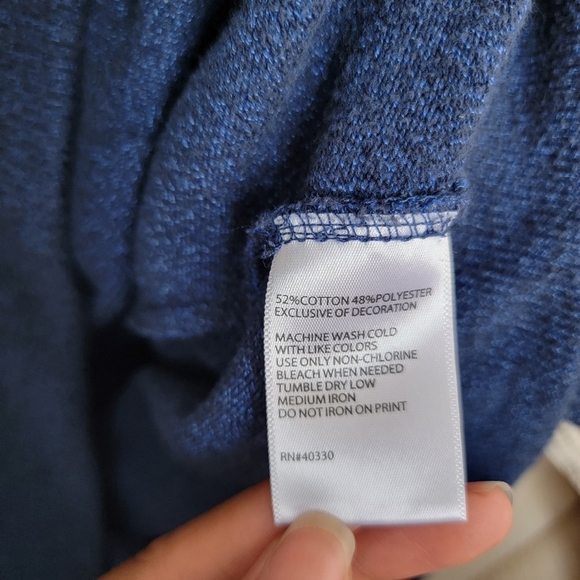 52%COTTON 48%POLYESTER
EXCLUSIVE OF DECORATION
MACHINE WASH COLD
WITH LIKE COLORS
USE ONLY NON-CHLORINE
BLEACH WHEN NEEDED
TUMBLE DRY LOW
MEDIUM IRON
DO NOT IRON ON PRINT
RN#40330